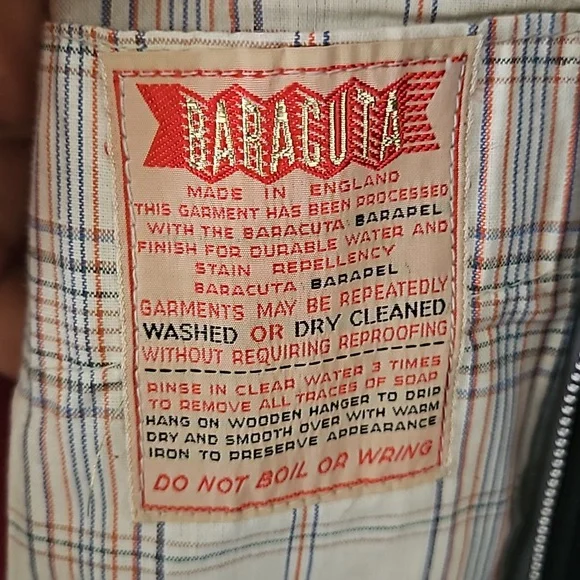 BARACUTA
MADE IN ENGLAND
THIS GARMENT HAS BEEN PROCESSED
WITH THE BARACUTA BARAPEL
FINISH FOR DURABLE WATER AND
STAIN REPELLENCY
BARACUTA BARAPEL
GARMENTS MAY BE REPEATEDLY
WASHED OR DRY CLEANED
WITHOUT REQUIRING REPROOFING
RINSE IN CLEAR WATER 3 TIMES
TO REMOVE ALL TRACES OF SOAP
HANG ON WOODEN HANGER TO DRIP
DRY AND SMOOTH OVER WITH WARM
IRON TO PRESERVE APPEARANCE
DO NOT BOIL OR WRING